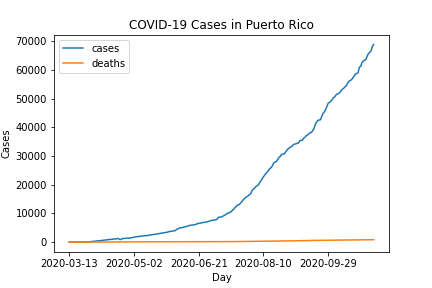 COVID-19 Cases in Puerto Rico
cases
deaths
70000
60000
50000
40000
30000
20000
10000
0
Cases
2020-03-13 2020-05-02 2020-06-21 2020-08-10 2020-09-29
Day